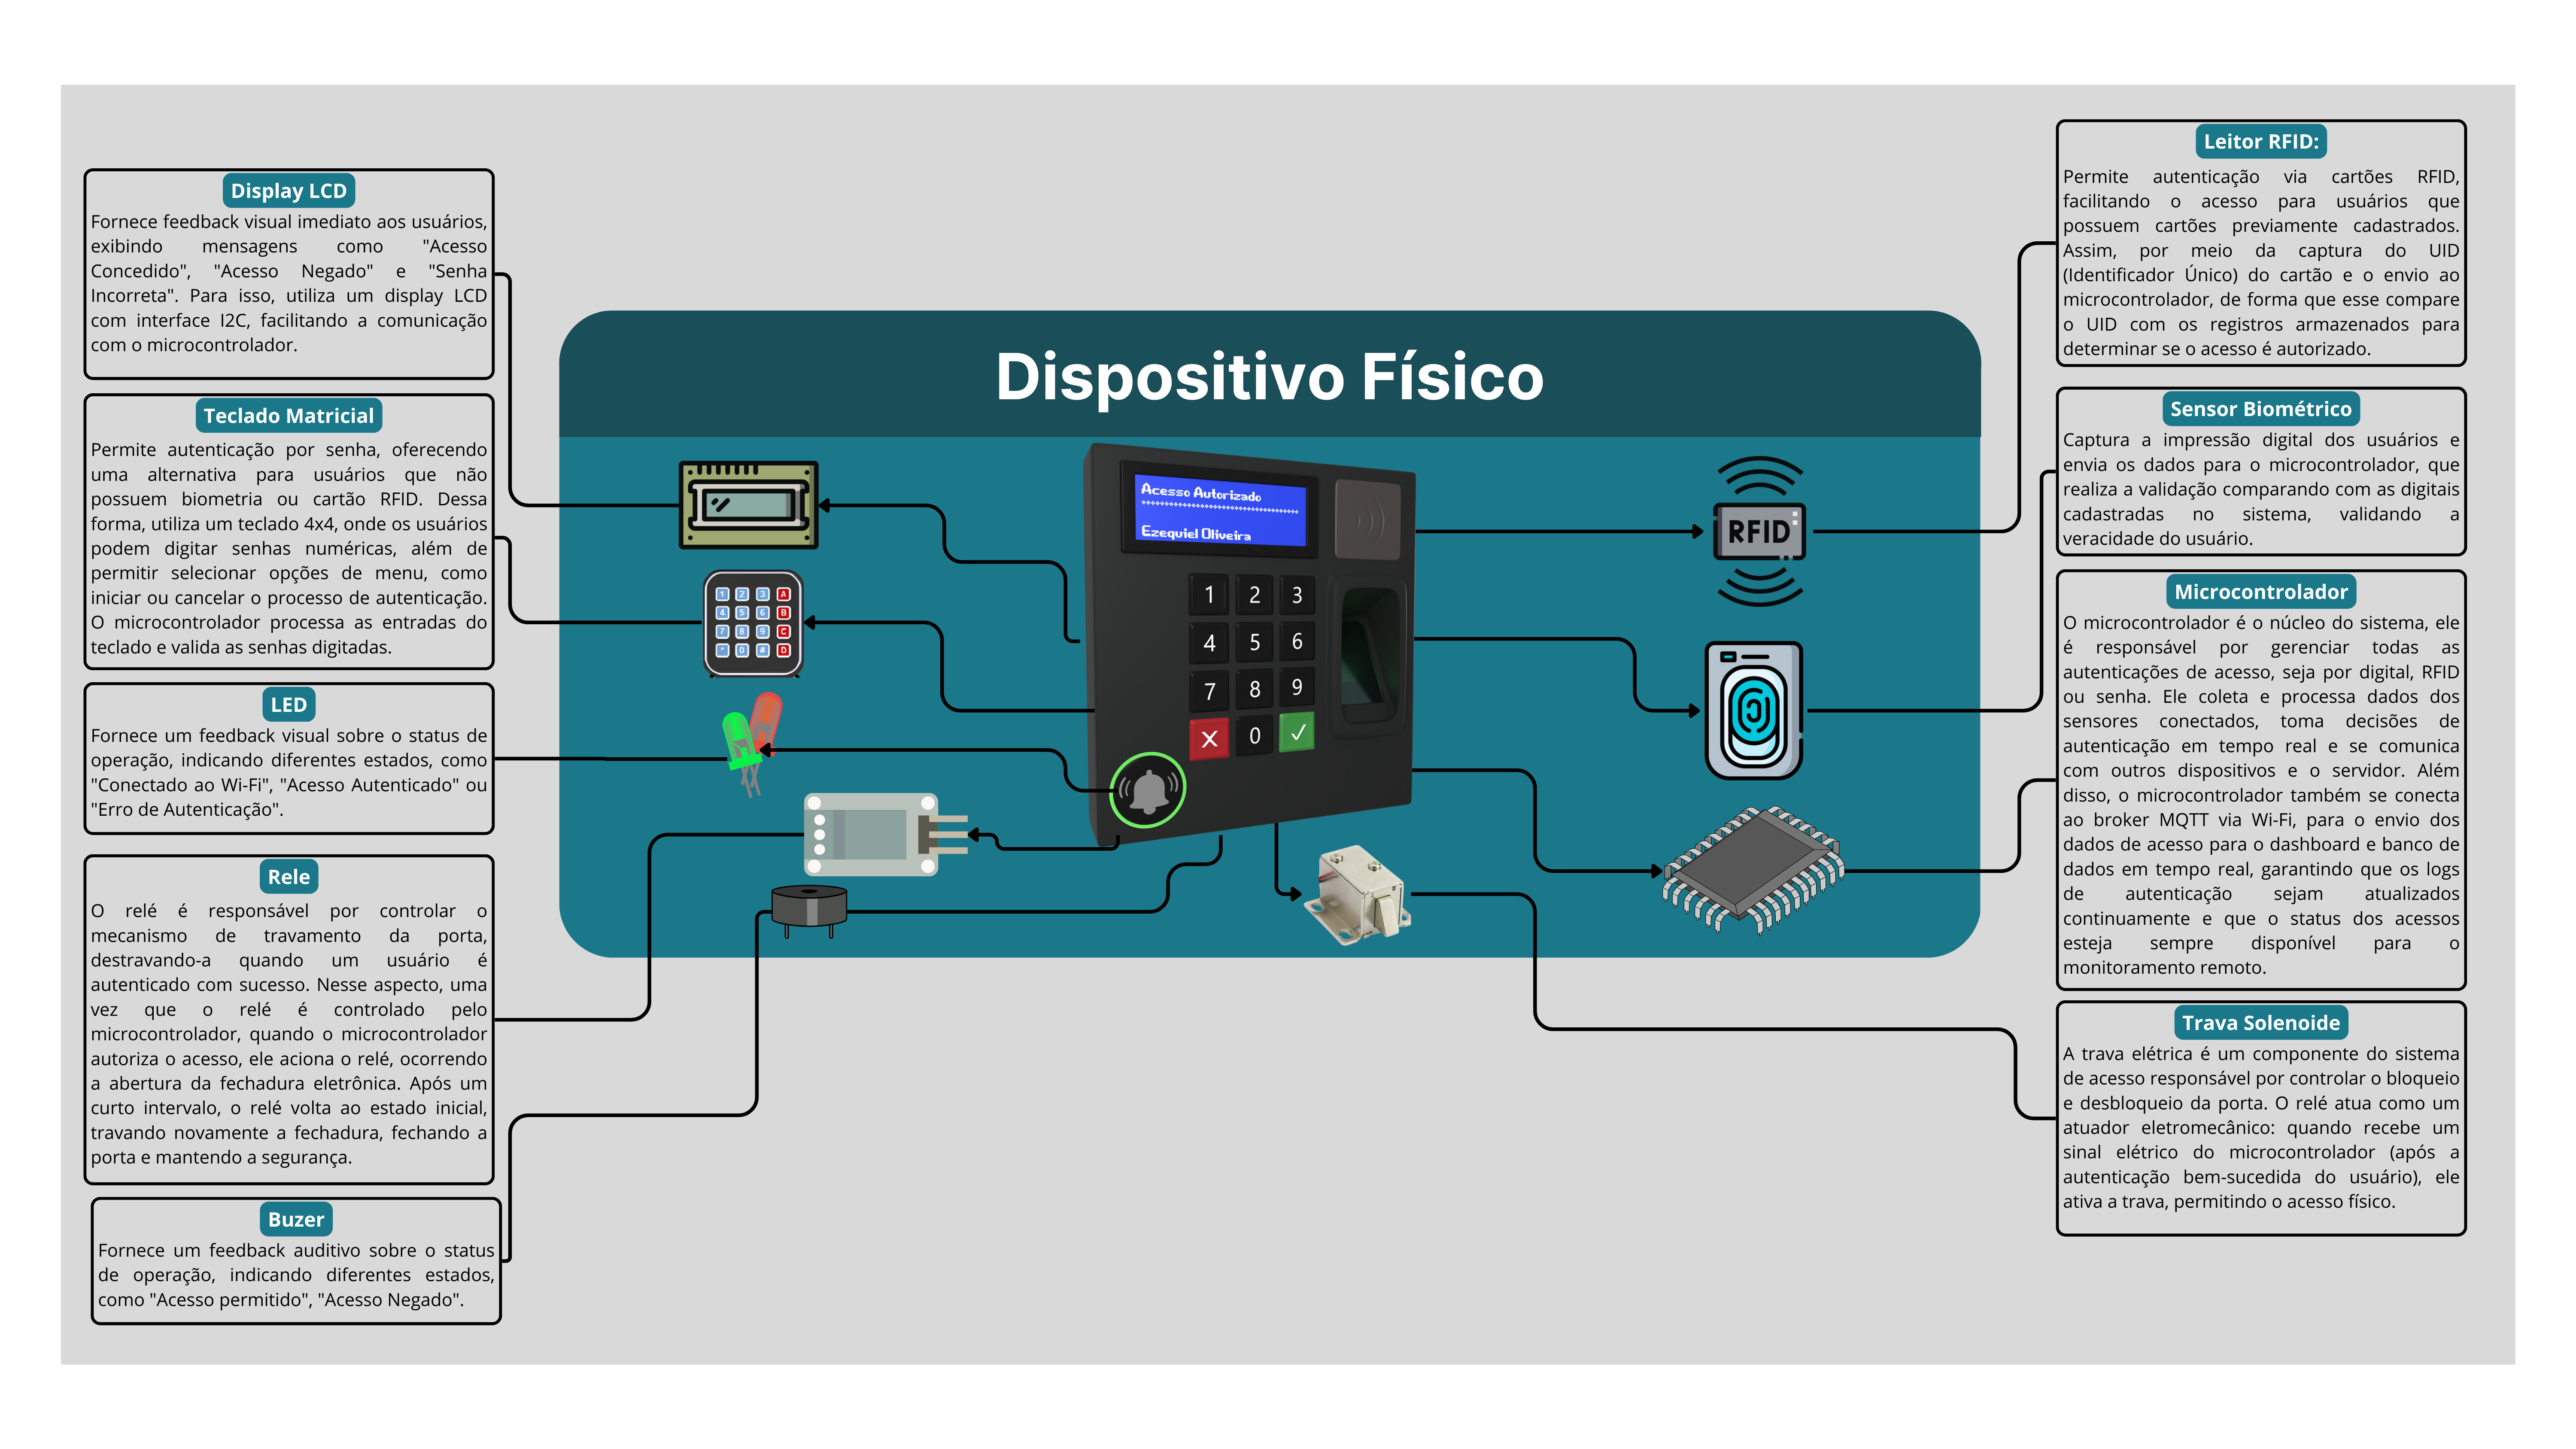 Display LCD
Fornece feedback visual imediato aos usuários,
exibindo mensagens como "Acesso
Concedido", "Acesso Negado" e "Senha
Incorreta". Para isso, utiliza um display LCD
com interface I2C, facilitando a comunicação
com o microcontrolador.
Teclado Matricial
Permite autenticação por senha, oferecendo
uma alternativa para usuários que não
possuem biometria ou cartão RFID. Dessa
forma, utiliza um teclado 4x4, onde os usuários
podem digitar senhas numéricas, além de
permitir selecionar opções de menu, como
iniciar ou cancelar o processo de autenticação.
O microcontrolador processa as entradas do
teclado e valida as senhas digitadas.
LED
Fornece um feedback visual sobre o status de
operação, indicando diferentes estados, como
"Conectado ao Wi-Fi", "Acesso Autenticado" ou
"Erro de Autenticação".
Rele
O relé é responsável por controlar o
mecanismo de travamento da porta,
destravando-a quando um usuário é
autenticado com sucesso. Nesse aspecto, uma
vez que o relé é controlado pelo
microcontrolador, quando o microcontrolador
autoriza o acesso, ele aciona o relé, ocorrendo
a abertura da fechadura eletrônica. Após um
curto intervalo, o relé volta ao estado inicial,
travando novamente a fechadura, fechando a
porta e mantendo a segurança.
Buzer
Fornece um feedback auditivo sobre o status
de operação, indicando diferentes estados,
como "Acesso permitido", "Acesso Negado".
Dispositivo Físico
1 2 3 A
4 5 6 B
7 8 9 C
* 0 # D
Acesso Autorizado
Ezequiel Oliveira
1 2 3
4 5 6
7 8 9
X 0 ✓
RFID
Leitor RFID:
Permite autenticação via cartões RFID,
facilitando o acesso para usuários que
possuem cartões previamente cadastrados.
Assim, por meio da captura do UID
(Identificador Único) do cartão e o envio ao
microcontrolador, de forma que esse compare
o UID com os registros armazenados para
determinar se o acesso é autorizado.
Sensor Biométrico
Captura a impressão digital dos usuários e
envia os dados para o microcontrolador, que
realiza a validação comparando com as digitais
cadastradas no sistema, validando a
veracidade do usuário.
Microcontrolador
O microcontrolador é o núcleo do sistema, ele
é responsável por gerenciar todas as
autenticações de acesso, seja por digital, RFID
ou senha. Ele coleta e processa dados dos
sensores conectados, toma decisões de
autenticação em tempo real e se comunica
com outros dispositivos e o servidor. Além
disso, o microcontrolador também se conecta
ao broker MQTT via Wi-Fi, para o envio dos
dados de acesso para o dashboard e banco de
dados em tempo real, garantindo que os logs
de autenticação sejam atualizados
continuamente e que o status dos acessos
esteja sempre disponível para o
monitoramento remoto.
Trava Solenoide
A trava elétrica é um componente do sistema
de acesso responsável por controlar o bloqueio
e desbloqueio da porta. O relé atua como um
atuador eletromecânico: quando recebe um
sinal elétrico do microcontrolador (após a
autenticação bem-sucedida do usuário), ele
ativa a trava, permitindo o acesso físico.